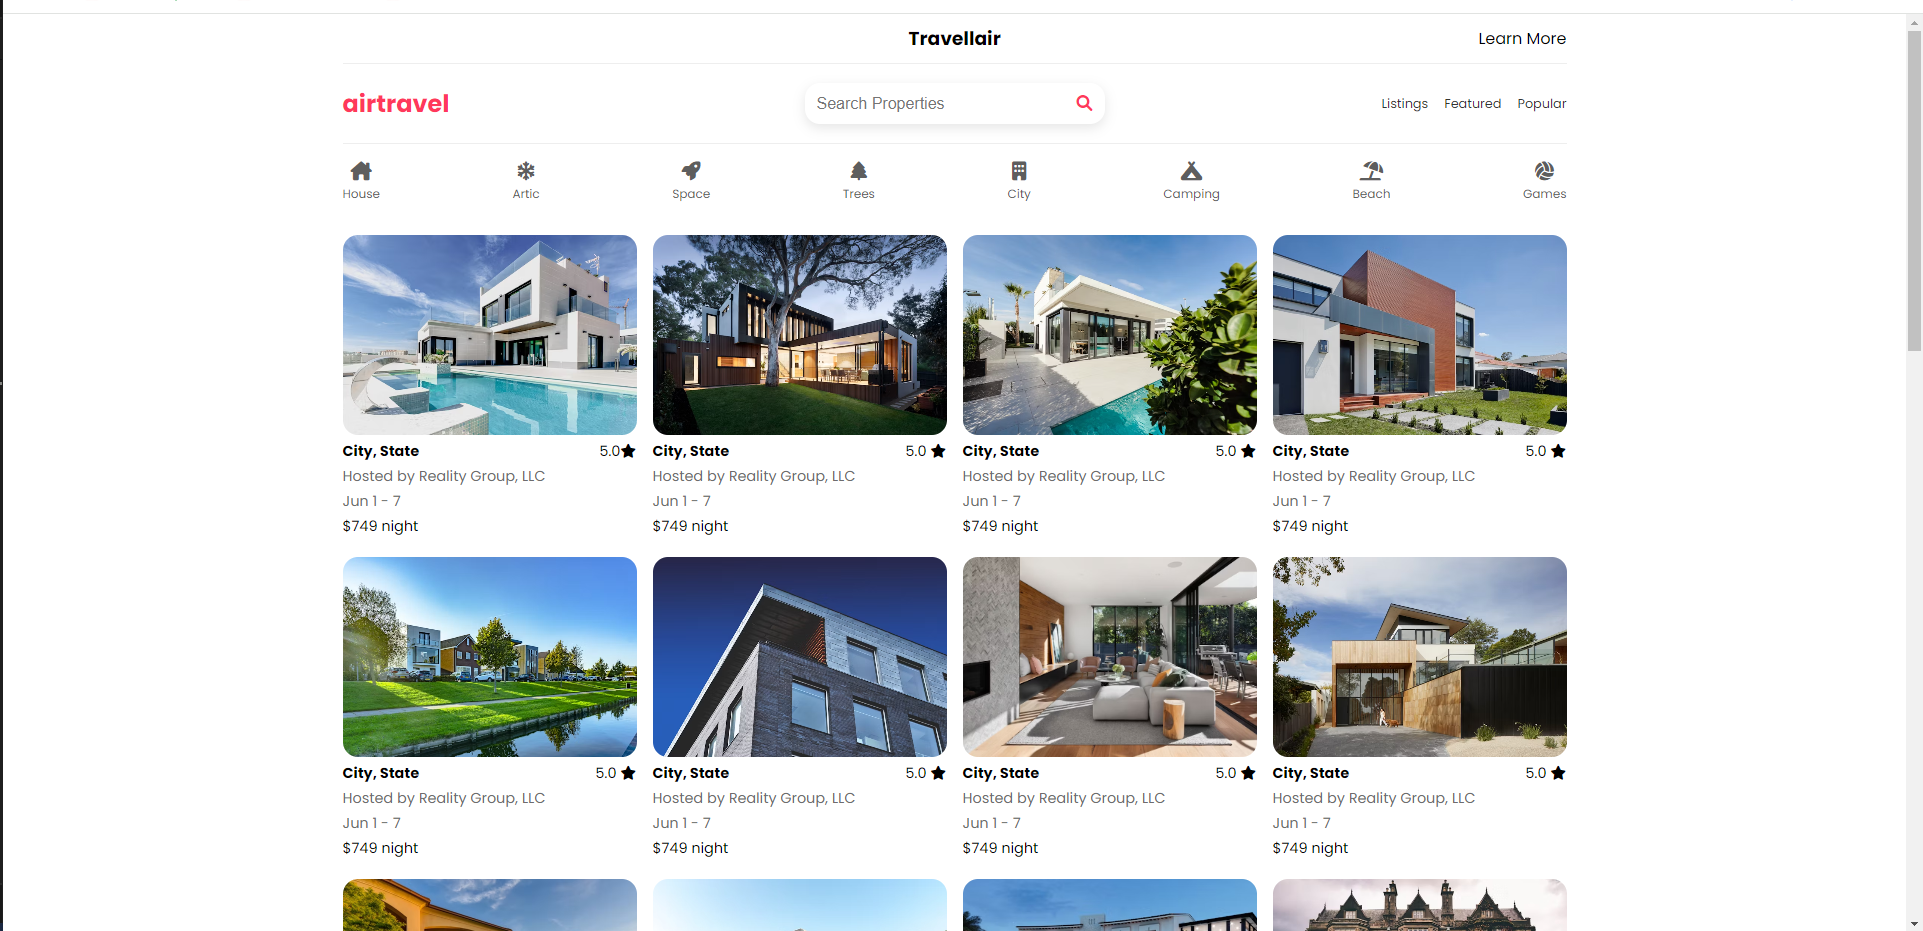 Travellair Learn More
airtravel Search Properties Listings Featured Popular
House Artic Space Trees City Camping Beach Games
City, State 5.0 City, State 5.0 City, State 5.0 City, State 5.0
Hosted by Reality Group, LLC Hosted by Reality Group, LLC Hosted by Reality Group, LLC Hosted by Reality Group, LLC
Jun 1 - 7 Jun 1 - 7 Jun 1 - 7 Jun 1 - 7
$749 night $749 night $749 night $749 night
City, State 5.0 City, State 5.0 City, State 5.0 City, State 5.0
Hosted by Reality Group, LLC Hosted by Reality Group, LLC Hosted by Reality Group, LLC Hosted by Reality Group, LLC
Jun 1 - 7 Jun 1 - 7 Jun 1 - 7 Jun 1 - 7
$749 night $749 night $749 night $749 night